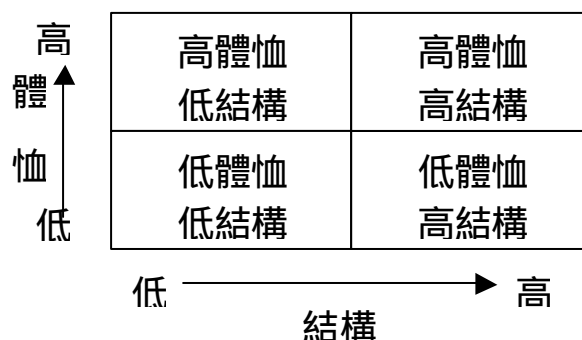 高
體
恤
低
高體恤 高體恤
低結構 高結構
低體恤 低體恤
低結構 高結構
低 高
結構